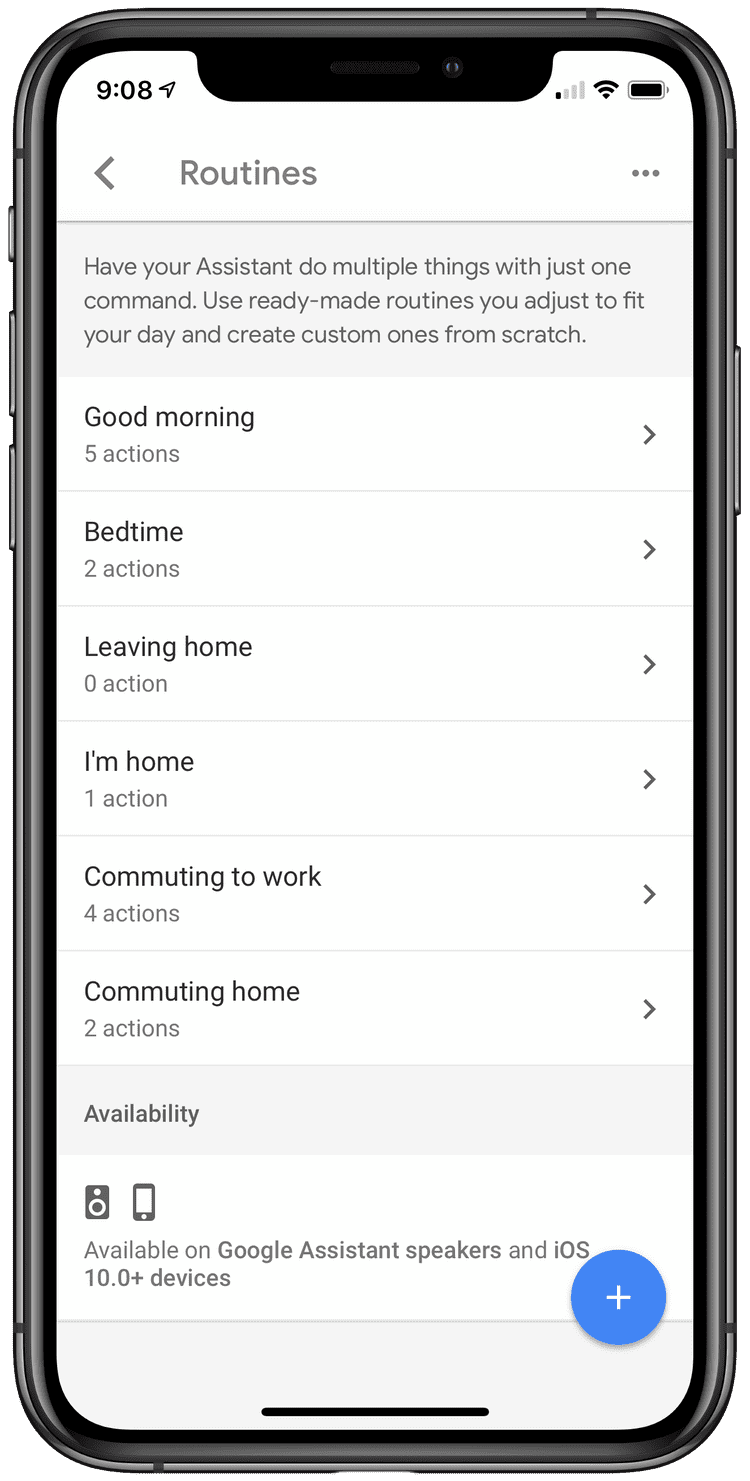 9:08
Routines
Have your Assistant do multiple things with just one
command. Use ready-made routines you adjust to fit
your day and create custom ones from scratch.
Good morning
5 actions
Bedtime
2 actions
Leaving home
0 action
I'm home
1 action
Commuting to work
4 actions
Commuting home
2 actions
Availability
Available on Google Assistant speakers and iOS
10.0+ devices